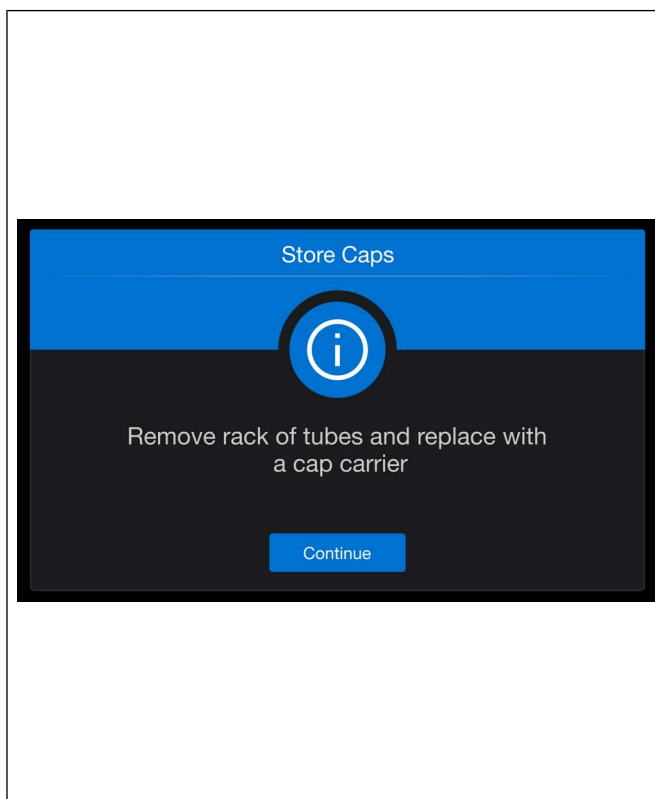 Store Caps
Remove rack of tubes and replace with
a cap carrier
Continue